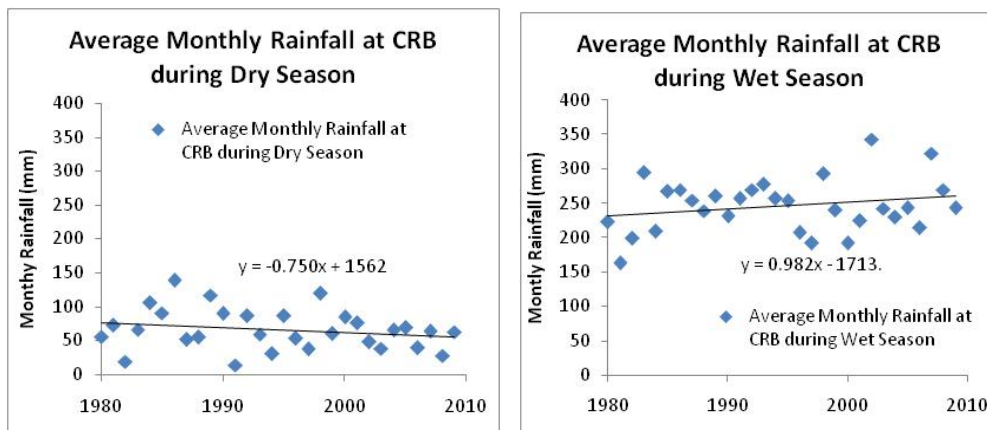 Average Monthly Rainfall at CRB
during Dry Season
Monthy Rainfall (mm)
400
350
300
250
200
150
100
50
0
Average Monthly Rainfall at
CRB during Dry Season
y = -0.750x + 1562
1980
1990
2000
2010
Average Monthly Rainfall at CRB
during Wet Season
Monthly Rainfall (mm)
400
350
300
250
200
150
100
50
0
y = 0.982x - 1713.
Average Monthly Rainfall at
CRB during Wet Season
1980
1990
2000
2010